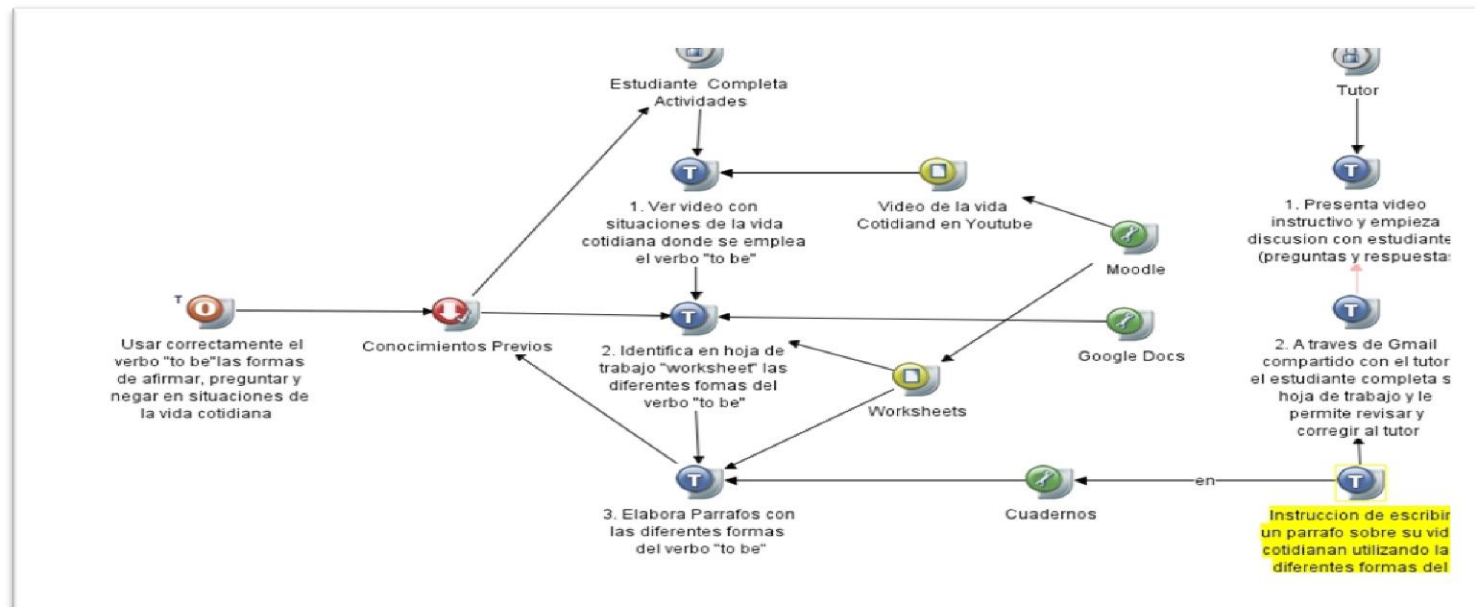 Estudiante Completa
Actividades
Tutor
1. Ver video con
situaciones de la vida
cotidiana donde se emplea
el verbo "to be"
Video de la vida
Cotidiand en Youtube
Moodle
1. Presenta video
instructivo y empieza
discusion con estudiante
(preguntas y respuesta
T
Usar correctamente el
verbo "to be"las formas
de afirmar, preguntar y
negar en situaciones de
la vida cotidiana
Conocimientos Previos
2. Identifica en hoja de
trabajo "worksheet" las
diferentes fomas del
verbo "to be"
Google Docs
Worksheets
2. A traves de Gmail
compartido con el tutor
el estudiante completa s
hoja de trabajo y le
permite revisar y
corregir al tutor
3. Elabora Parrafos con
las diferentes formas
del verbo "to be"
Cuadernos
en
Instruccion de escribir
un parrafo sobre su vid
cotidianan utilizando la
diferentes formas del